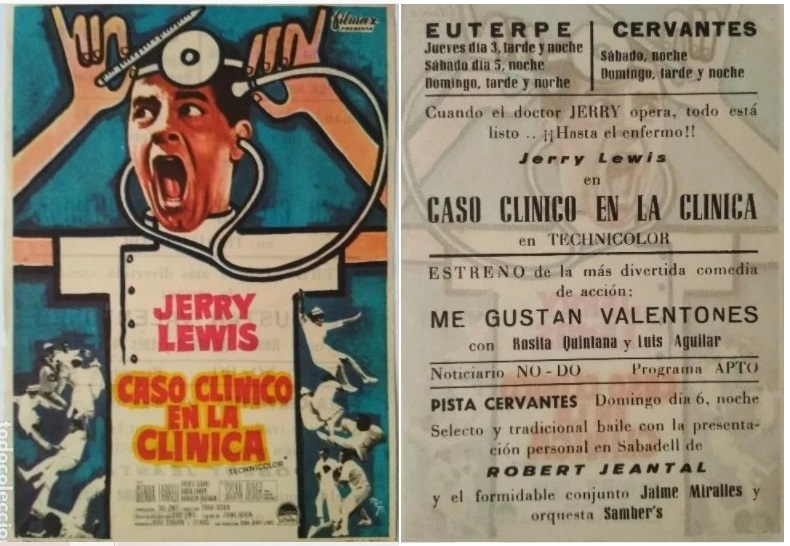 filmax
PRESENTA
JERRY
LEWIS
CASO CLINICO
EN LA
CLINICA
TECHNICOLOR
todocoleccio
EUTERPE
Jueves día 3, tarde y noche
Sábado día 5, noche
Domingo, tarde y noche
CERVANTES
Sábado, noche
Domingo, tarde y noche
Cuando el doctor JERRY opera, todo está
listo .. ¡¡Hasta el enfermo!!
Jerry Lewis
en
CASO CLINICO EN LA CLINICA
en TECHNICOLOR
ESTRENO de la más divertida comedia
de acción:
ME GUSTAN VALENTONES
con Rosita Quintana y Luis Aguilar
Noticiario NO-DO Programa APTO
PISTA CERVANTES Domingo día 6, noche
Selecto y tradicional baile con la presenta-
ción personal en Sabadell de
ROBERT JEANTAL
y el formidable conjunto Jaime Miralles y
orquesta Samber's